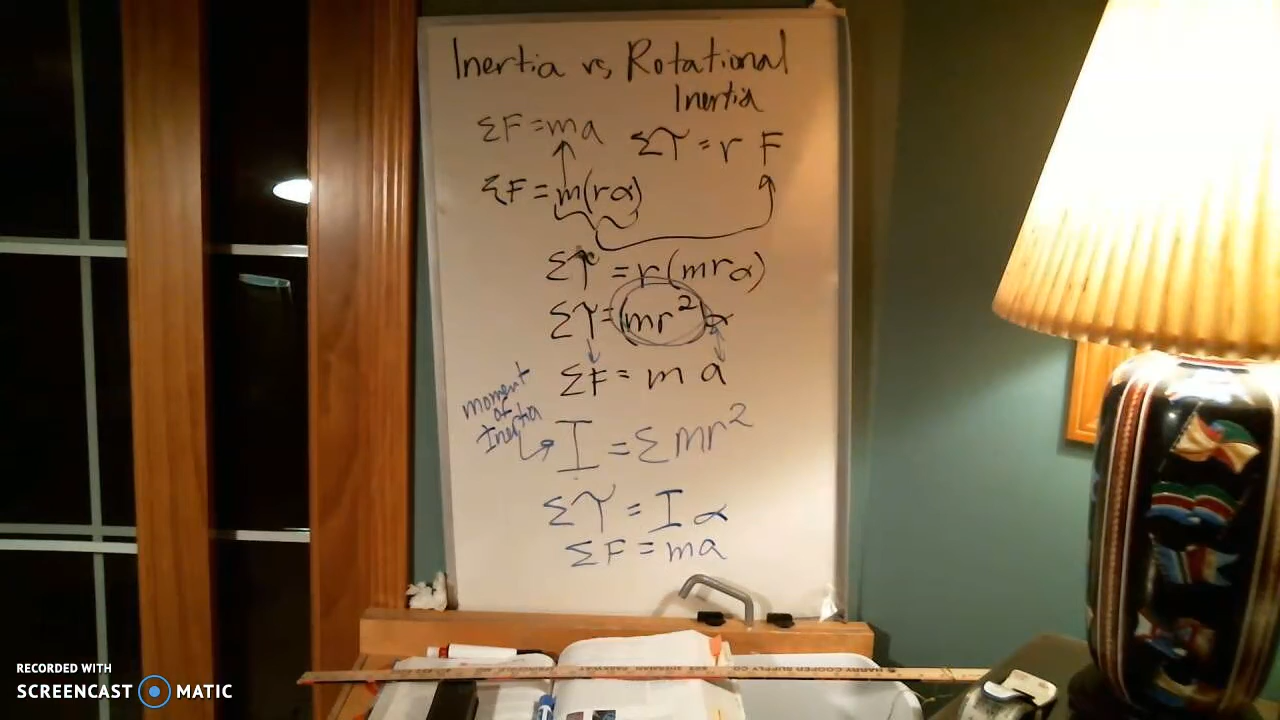 Inertia vs, Rotational
Inertia
ΣF = ma
Στ = r F
ΣF = m(rα)
Στ = r(mrα)
Στ = (mr²)α
ΣF = m a
moment
of
Inertia
I = Σmr²
Στ = Iα
ΣF = ma
RECORDED WITH
SCREENCAST MATIC